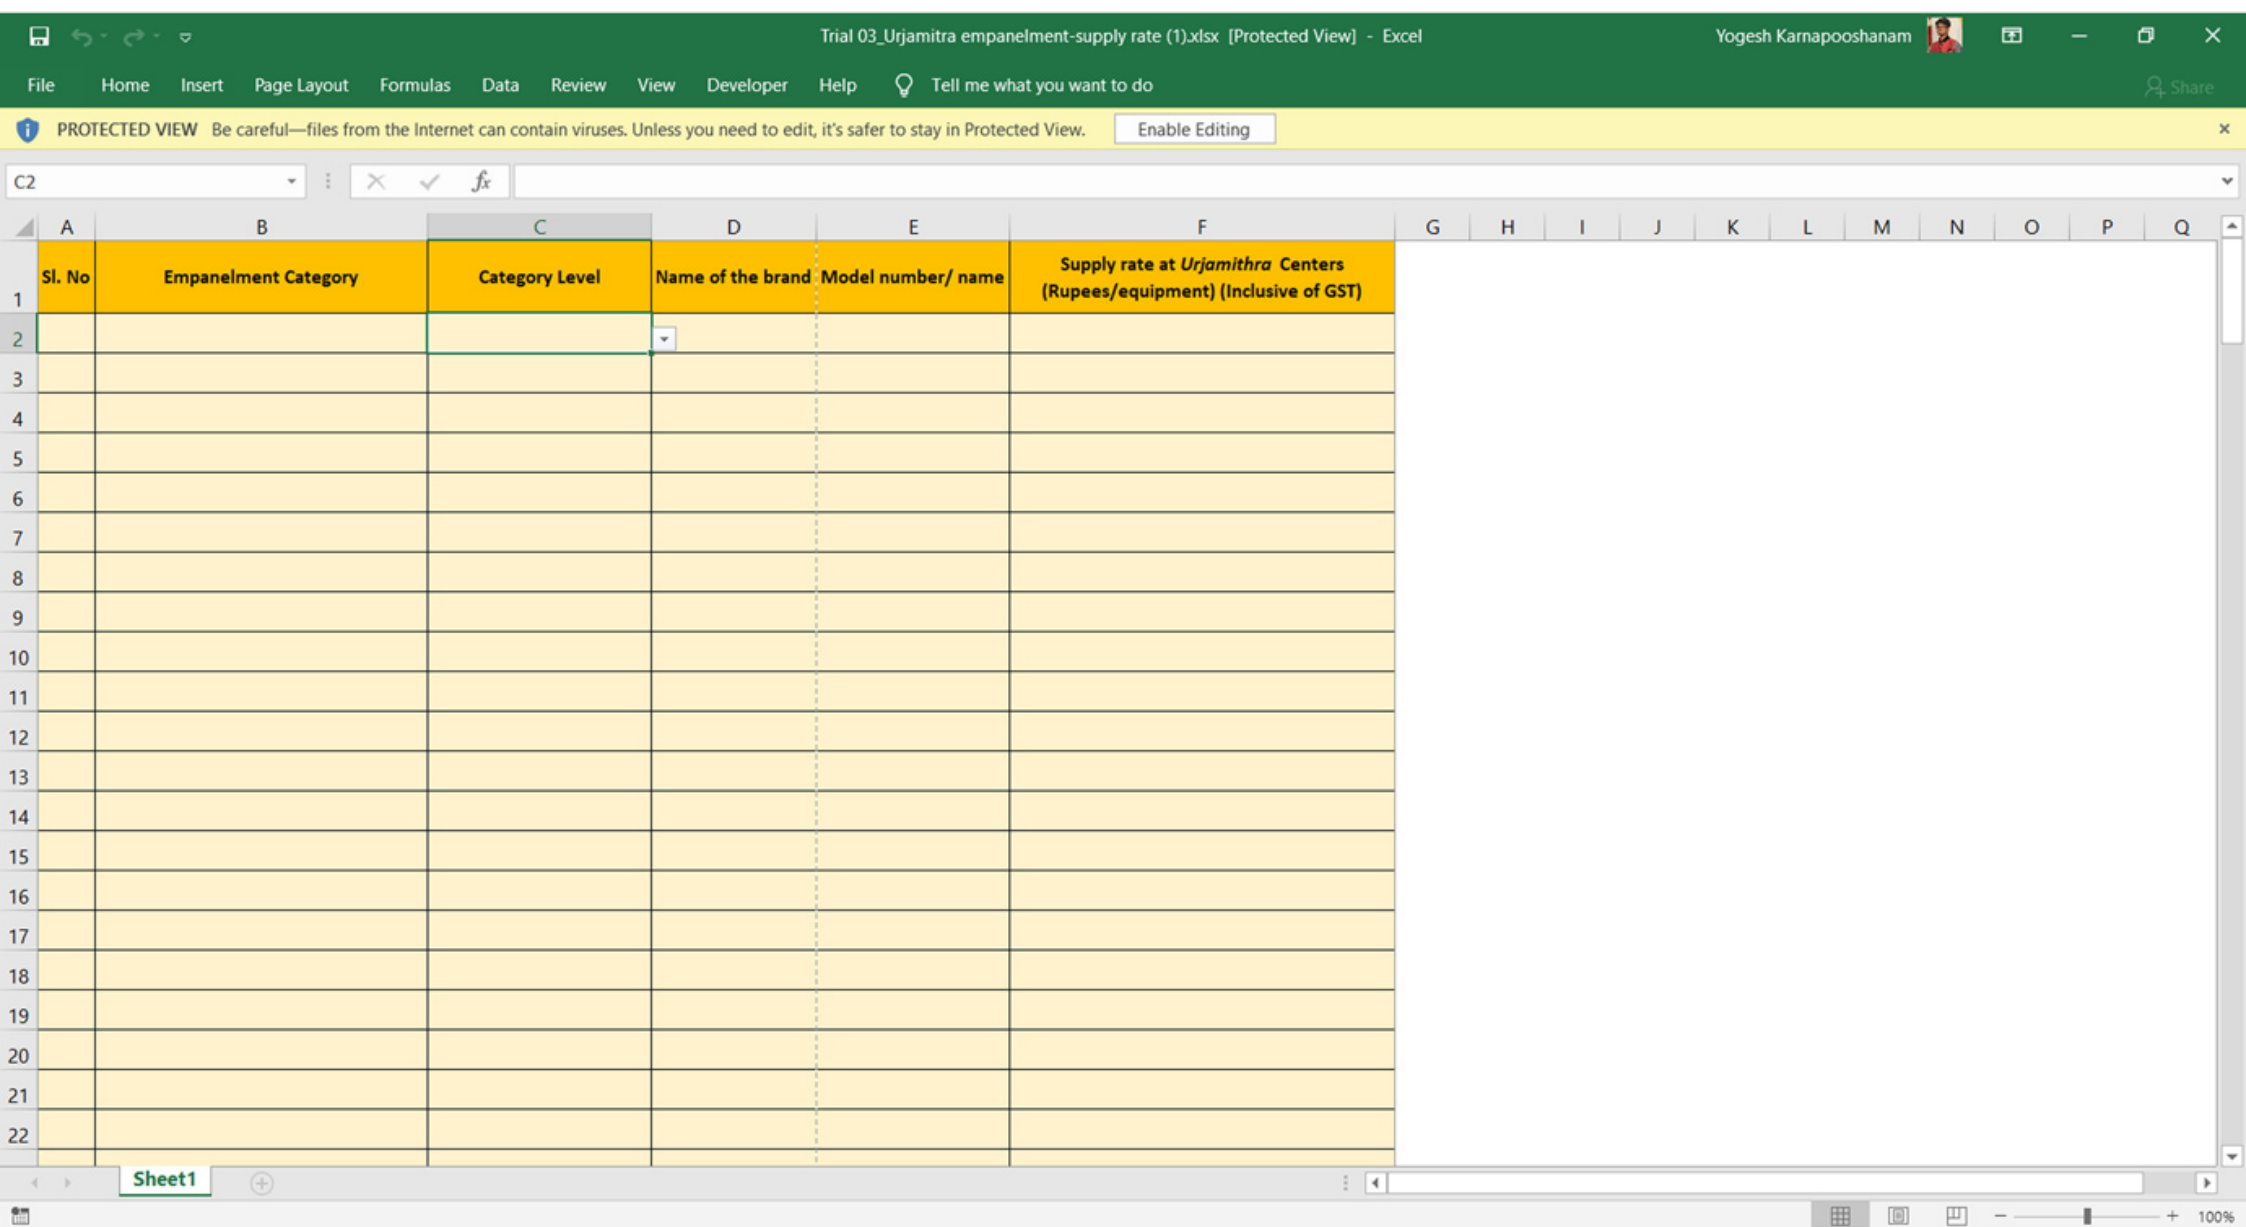 Trial 03_Urjamitra empanelment-supply rate (1).xlsx [Protected View] - Excel
Yogesh Karnapooshanam
File Home Insert Page Layout Formulas Data Review View Developer Help Tell me what you want to do Share
PROTECTED VIEW Be careful—files from the Internet can contain viruses. Unless you need to edit, it's safer to stay in Protected View. Enable Editing
C2 fx
A B C D E F G H I J K L M N O P Q
1 Sl. No Empanelment Category Category Level Name of the brand Model number/ name Supply rate at Urjamithra Centers
(Rupees/equipment) (Inclusive of GST)
2
3
4
5
6
7
8
9
10
11
12
13
14
15
16
17
18
19
20
21
22
Sheet1
100%